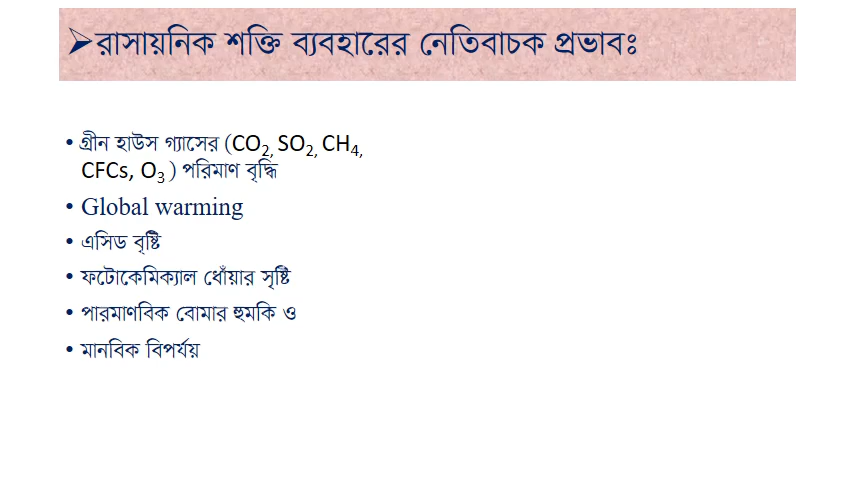 ➢রাসায়নিক শক্তি ব্যবহারের নেতিবাচক প্রভাবঃ
• গ্রীন হাউস গ্যাসের (CO₂, SO₂, CH₄,
CFCs, O₃ ) পরিমাণ বৃদ্ধি
• Global warming
• এসিড বৃষ্টি
• ফটোকেমিক্যাল ধোঁয়ার সৃষ্টি
• পারমাণবিক বোমার হুমকি ও
• মানবিক বিপর্যয়